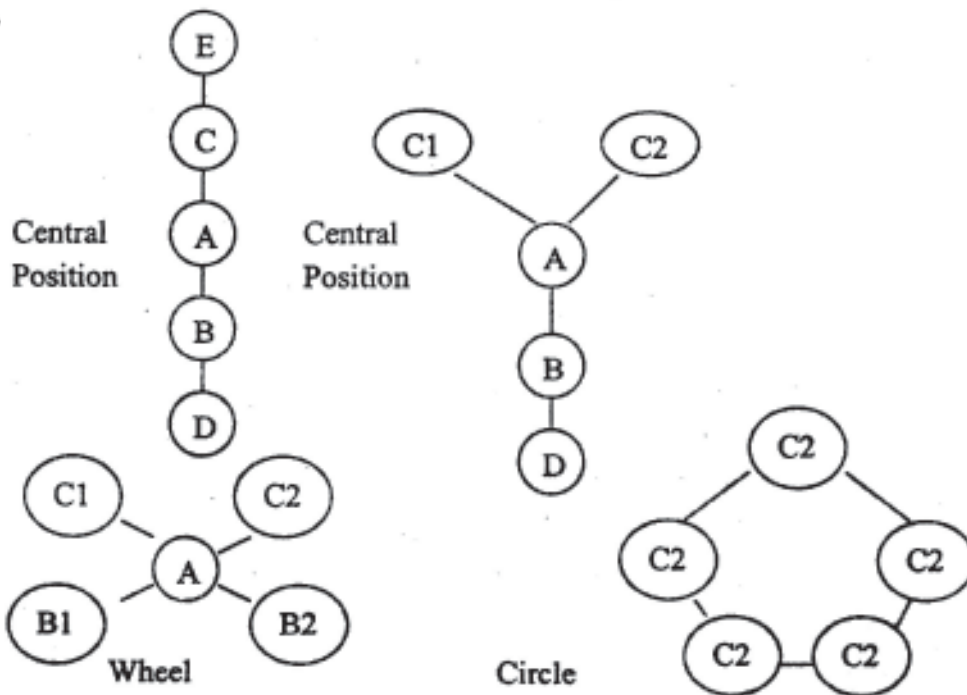 E
C
A
B
D
Central
Position
C1
C2
A
B
D
Central
Position
C1
C2
A
B1
B2
Wheel
C2
C2
C2
C2
C2
Circle